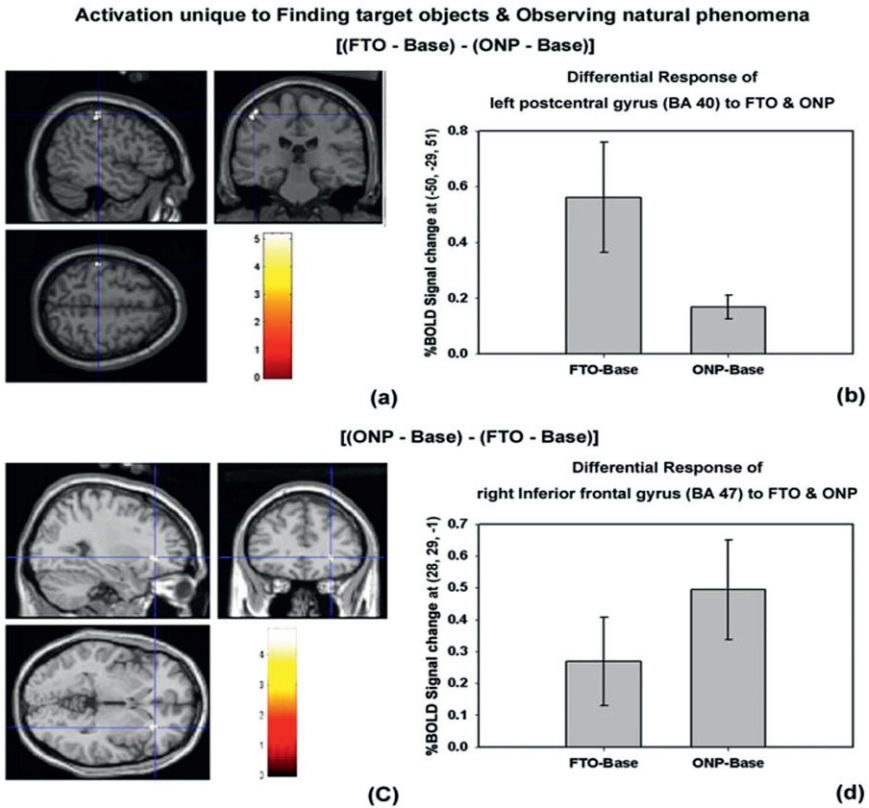 Activation unique to Finding target objects & Observing natural phenomena
[(FTO - Base) - (ONP - Base)]
Differential Response of
left postcentral gyrus (BA 40) to FTO & ONP
%BOLD Signal change at (-50, -29, 51)
0.8
0.6
0.4
0.2
0.0
FTO-Base ONP-Base
5
4
3
2
1
0
(a)
(b)
[(ONP - Base) - (FTO - Base)]
Differential Response of
right Inferior frontal gyrus (BA 47) to FTO & ONP
%BOLD Signal change at (28, 29, -1)
0.7
0.6
0.5
0.4
0.3
0.2
0.1
0.0
FTO-Base ONP-Base
4
3
2
1
0
(C)
(d)